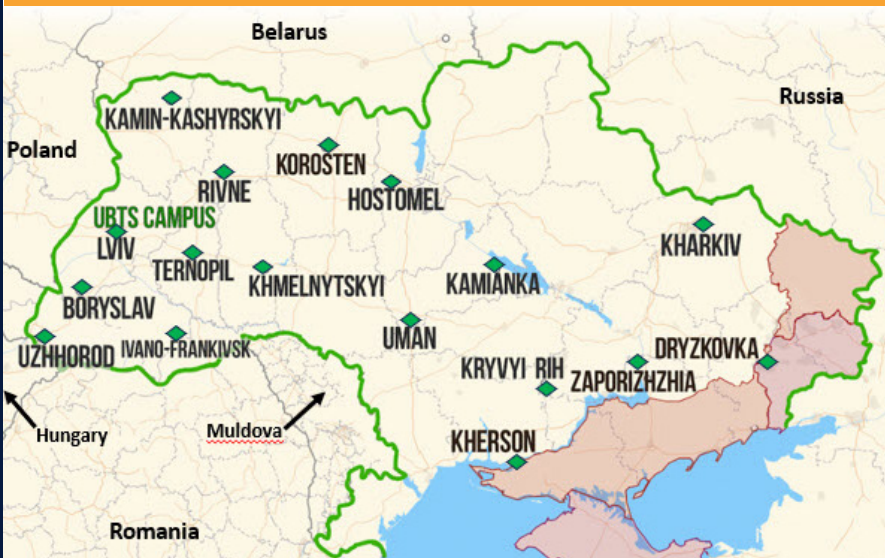 Belarus
Russia
Poland
KAMIN-KASHYRSKYI
KOROSTEN
RIVNE
HOSTOMEL
UBTS CAMPUS
LVIV
KHARKIV
TERNOPIL
KHMELNYTSKYI
KAMIANKA
BORYSLAV
UMAN
UZHHOROD
IVANO-FRANKIVSK
DRYZKOVKA
KRYVYI RIH
ZAPORIZHZHIA
Hungary
Muldova
KHERSON
Romania